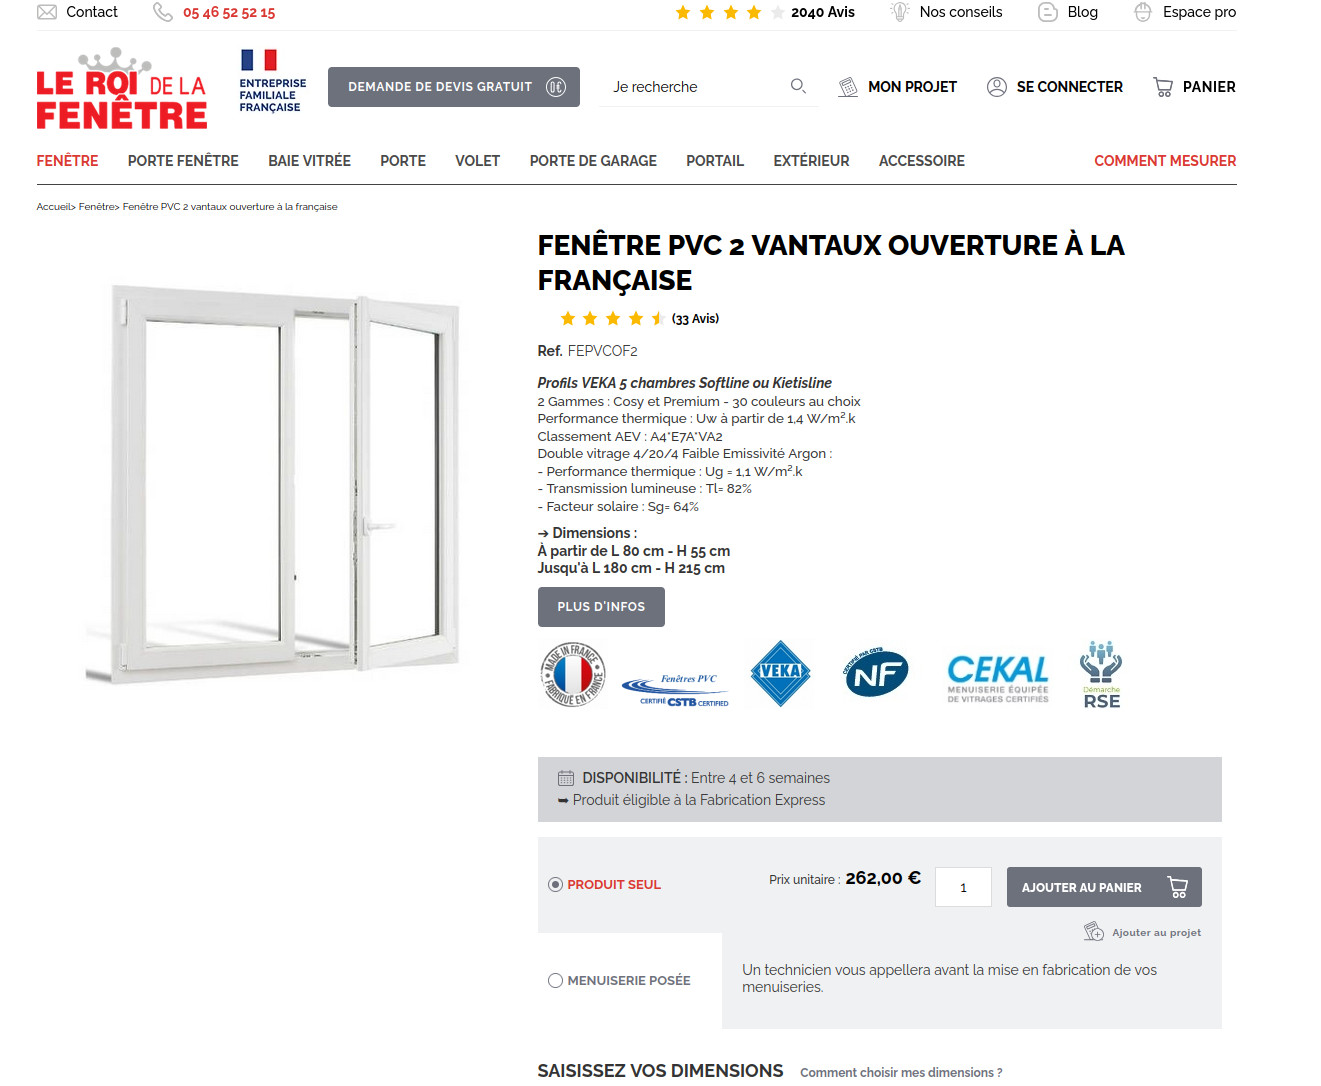 Contact
05 46 52 52 15
2040 Avis
Nos conseils
Blog
Espace pro
LE ROI DE LA
FENÊTRE
ENTREPRISE
FAMILIALE
FRANÇAISE
DEMANDE DE DEVIS GRATUIT
0€
Je recherche
MON PROJET
SE CONNECTER
PANIER
FENÊTRE
PORTE FENÊTRE
BAIE VITRÉE
PORTE
VOLET
PORTE DE GARAGE
PORTAIL
EXTÉRIEUR
ACCESSOIRE
COMMENT MESURER
Accueil> Fenêtre> Fenêtre PVC 2 vantaux ouverture à la française
FENÊTRE PVC 2 VANTAUX OUVERTURE À LA
FRANÇAISE
(33 Avis)
Ref. FEPVCOF2
Profils VEKA 5 chambres Softline ou Kietisline
2 Gammes : Cosy et Premium - 30 couleurs au choix
Performance thermique : Uw à partir de 1,4 W/m².k
Classement AEV : A4*E7A*VA2
Double vitrage 4/20/4 Faible Emissivité Argon :
- Performance thermique : Ug = 1,1 W/m².k
- Transmission lumineuse : Tl= 82%
- Facteur solaire : Sg= 64%
➔ Dimensions :
À partir de L 80 cm - H 55 cm
Jusqu'à L 180 cm - H 215 cm
PLUS D'INFOS
MADE IN FRANCE
FABRIQUÉ EN FRANCE
Fenêtres PVC
CERTIFIÉ CSTB CERTIFIED
VEKA
CERTIFIÉ PAR CSTB
NF
CEKAL
MENUISERIE ÉQUIPÉE
DE VITRAGES CERTIFIÉS
Démarche
RSE
DISPONIBILITÉ : Entre 4 et 6 semaines
➥ Produit éligible à la Fabrication Express
PRODUIT SEUL
Prix unitaire : 262,00 €
1
AJOUTER AU PANIER
Ajouter au projet
MENUISERIE POSÉE
Un technicien vous appellera avant la mise en fabrication de vos
menuiseries.
SAISISSEZ VOS DIMENSIONS
Comment choisir mes dimensions ?